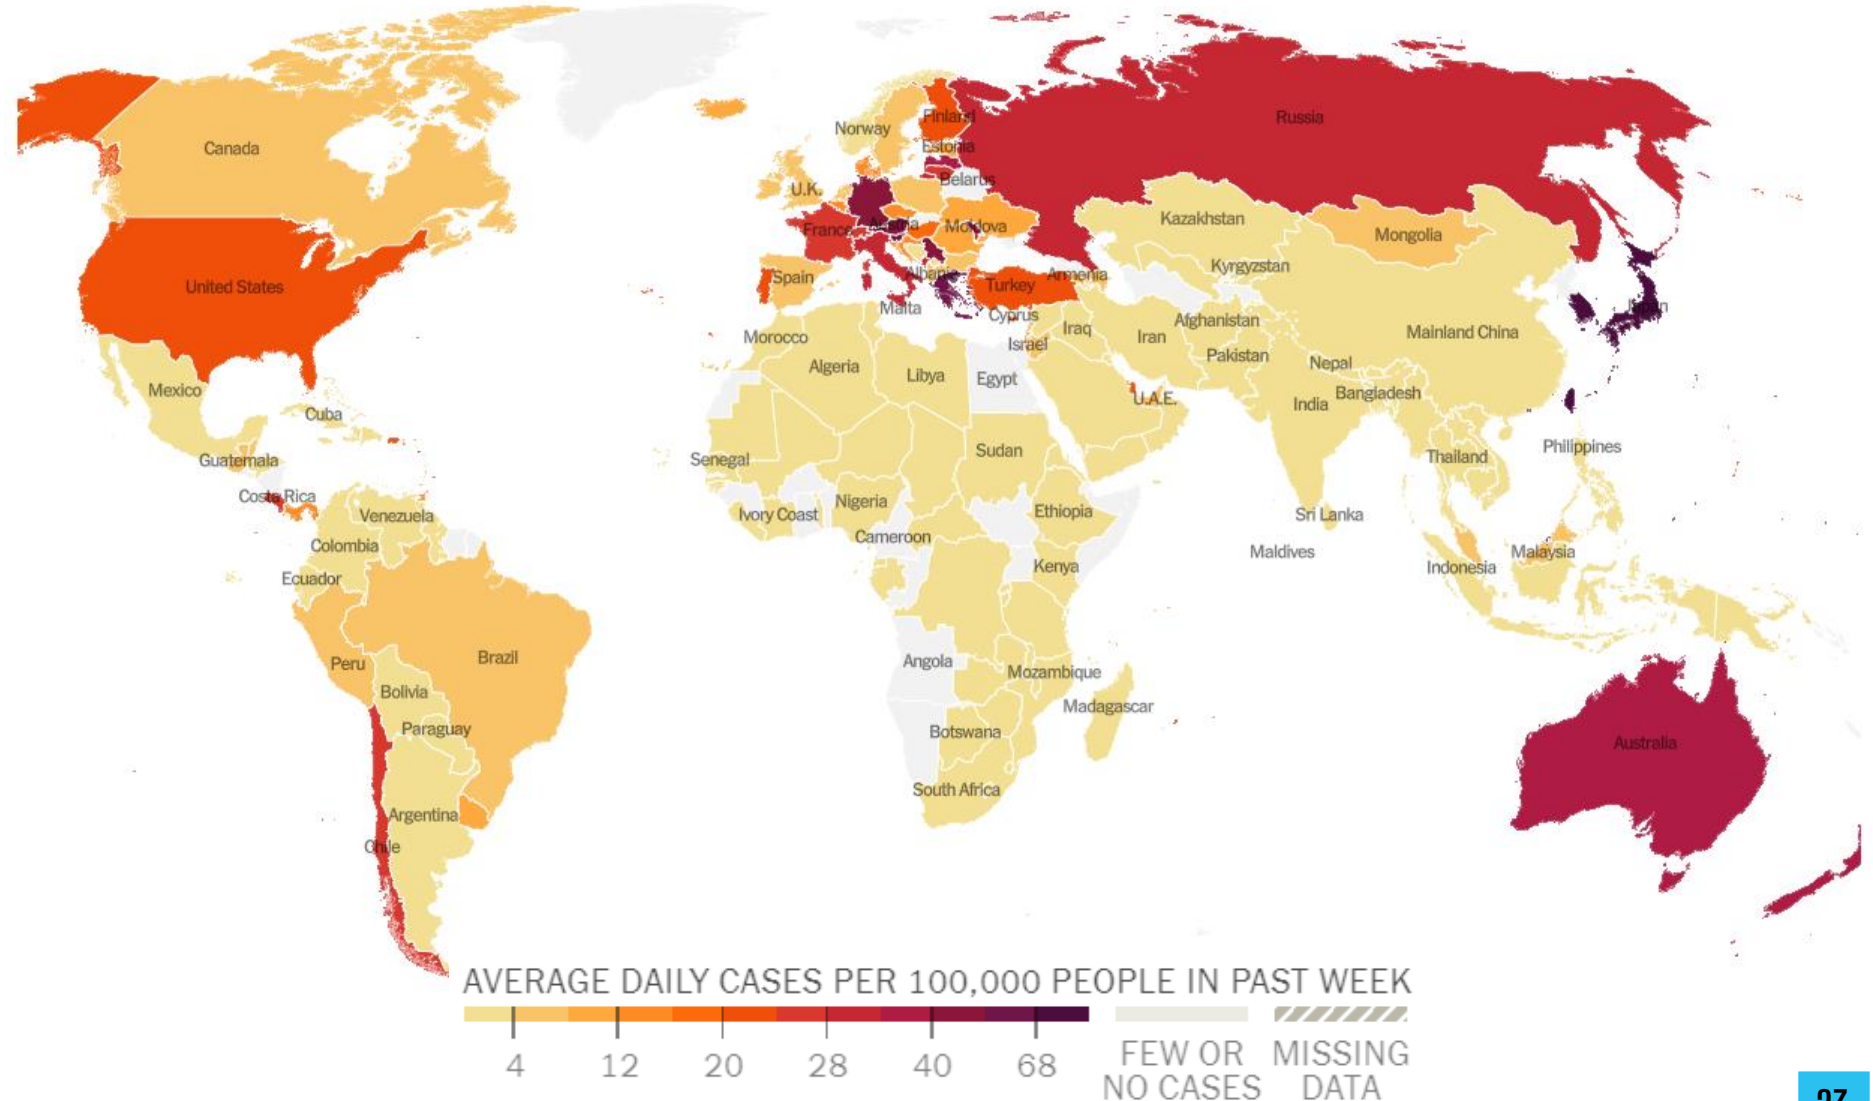 Canada
United States
Mexico
Cuba
Guatemala
Costa Rica
Venezuela
Colombia
Ecuador
Peru
Brazil
Bolivia
Paraguay
Argentina
Chile
Norway
Finland
Estonia
Belarus
U.K.
France
Austria
Moldova
Spain
Albania
Malta
Turkey
Armenia
Cyprus
Israel
Iraq
Iran
Morocco
Algeria
Libya
Egypt
U.A.E.
Senegal
Sudan
Ivory Coast
Nigeria
Cameroon
Ethiopia
Kenya
Angola
Mozambique
Madagascar
Botswana
South Africa
Russia
Kazakhstan
Mongolia
Kyrgyzstan
Afghanistan
Pakistan
Nepal
India
Bangladesh
Mainland China
Japan
Philippines
Thailand
Sri Lanka
Maldives
Malaysia
Indonesia
Australia
AVERAGE DAILY CASES PER 100,000 PEOPLE IN PAST WEEK
4 12 20 28 40 68
FEW OR NO CASES
MISSING DATA